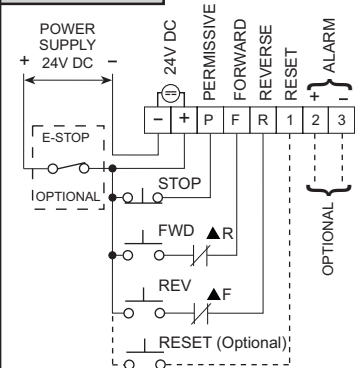 POWER
SUPPLY
24V DC
+
−
24V DC
PERMISSIVE
FORWARD
REVERSE
RESET
ALARM
+
−
− + P F R 1 2 3
E-STOP
OPTIONAL
STOP
FWD
▲R
REV
▲F
RESET (Optional)
OPTIONAL